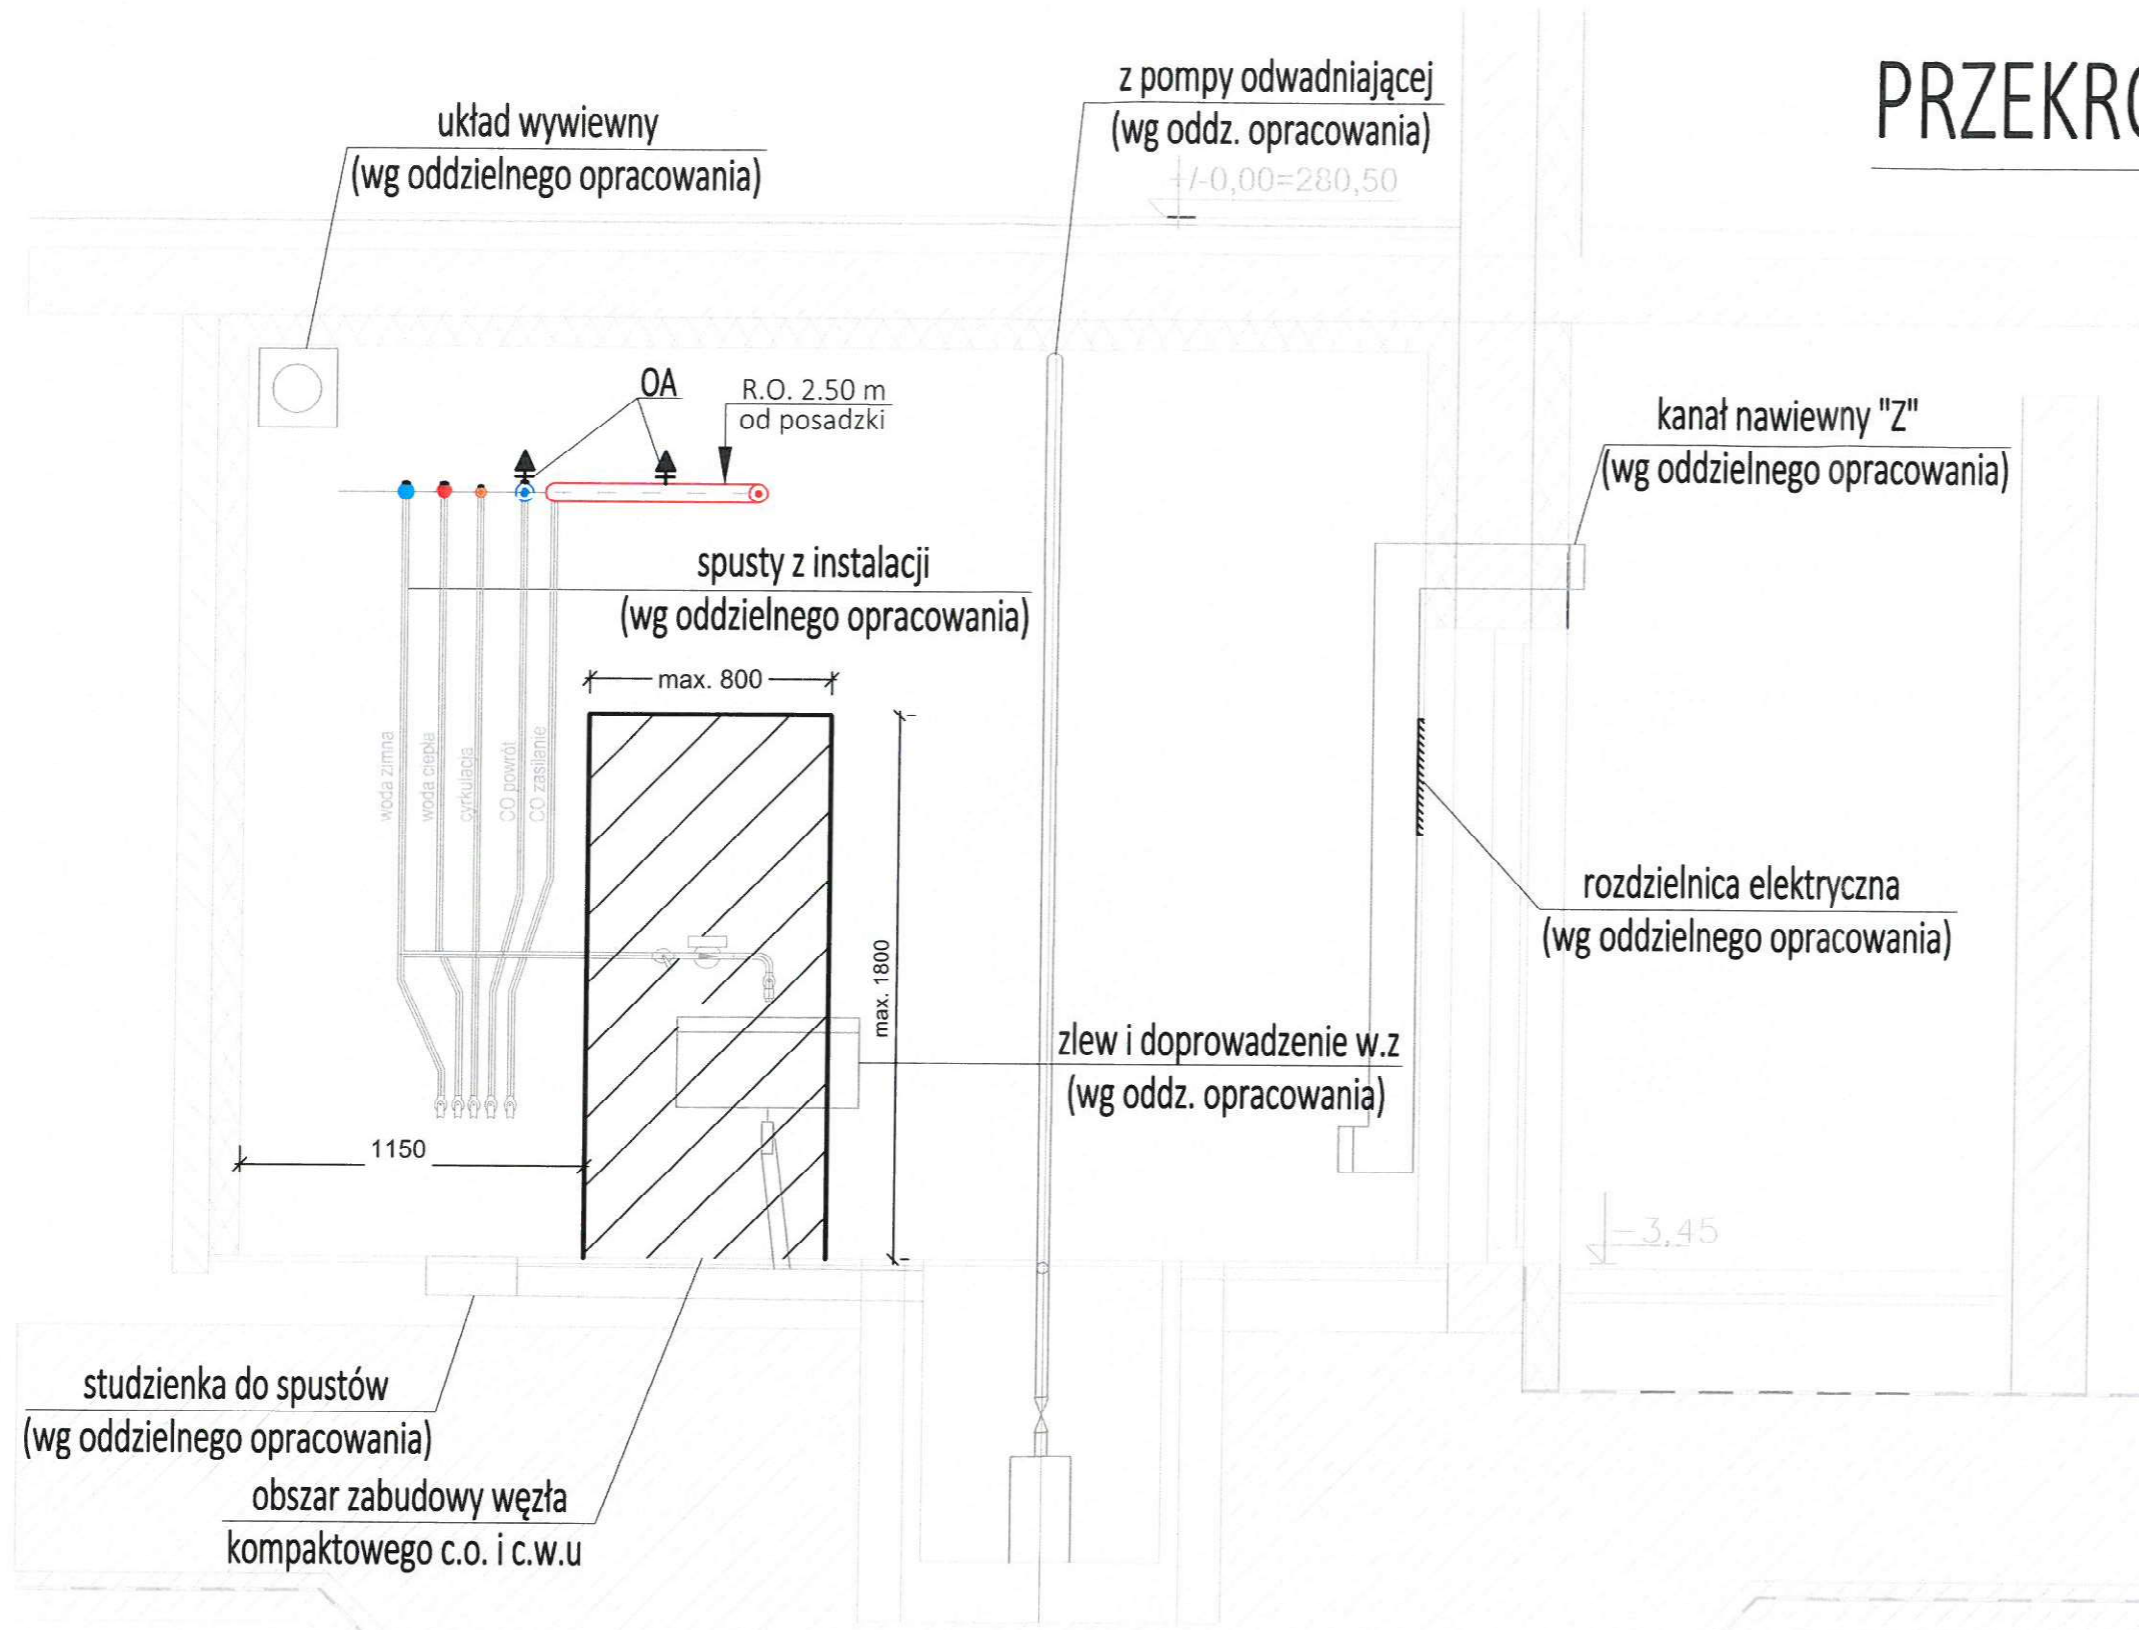 PRZEKRO
z pompy odwadniającej
(wg oddz. opracowania)
układ wywiewny
(wg oddzielnego opracowania)
+/-0,00=280,50
OA
R.O. 2.50 m
od posadzki
kanał nawiewny "Z"
(wg oddzielnego opracowania)
spusty z instalacji
(wg oddzielnego opracowania)
max. 800
woda zimna
woda ciepła
cyrkulacja
CO powrót
CO zasilanie
rozdzielnica elektryczna
(wg oddzielnego opracowania)
max. 1800
zlew i doprowadzenie w.z
(wg oddz. opracowania)
1150
-3,45
studzienka do spustów
(wg oddzielnego opracowania)
obszar zabudowy węzła
kompaktowego c.o. i c.w.u